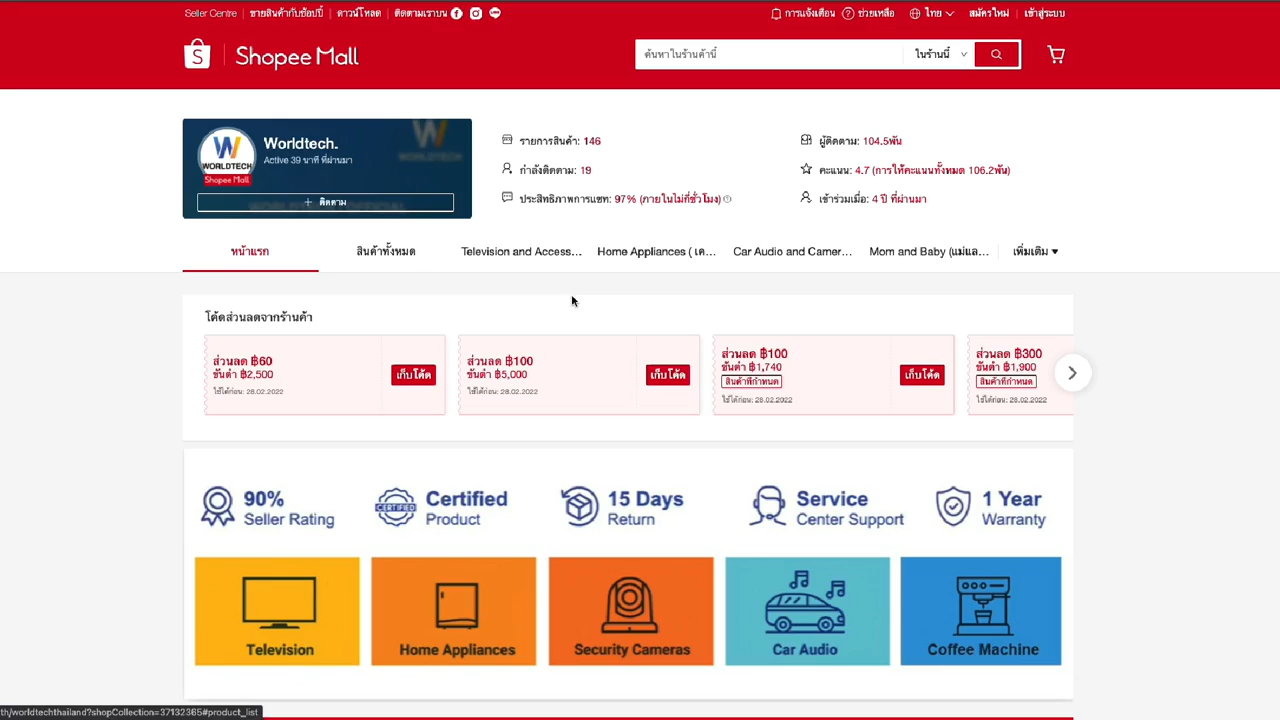 Seller Centre | ขายสินค้ากับช้อปปี้ | ดาวน์โหลด | ติดตามเราบน
การแจ้งเตือน ช่วยเหลือ ไทย สมัครใหม่ | เข้าสู่ระบบ
Shopee Mall
ค้นหาในร้านค้านี้
ในร้านนี้
Worldtech.
Active 39 นาที ที่ผ่านมา
WORLDTECH
Shopee Mall
+ ติดตาม
รายการสินค้า: 146
กำลังติดตาม: 19
ประสิทธิภาพการแชท: 97% (ภายในไม่กี่ชั่วโมง)
ผู้ติดตาม: 104.5พัน
คะแนน: 4.7 (การให้คะแนนทั้งหมด 106.2พัน)
เข้าร่วมเมื่อ: 4 ปี ที่ผ่านมา
หน้าแรก
สินค้าทั้งหมด
Television and Access...
Home Appliances ( เค...
Car Audio and Camer...
Mom and Baby (แม่แล...
เพิ่มเติม
โค้ดส่วนลดจากร้านค้า
ส่วนลด ฿60
ขั้นต่ำ ฿2,500
ใช้ได้ก่อน: 28.02.2022
เก็บโค้ด
ส่วนลด ฿100
ขั้นต่ำ ฿5,000
ใช้ได้ก่อน: 28.02.2022
เก็บโค้ด
ส่วนลด ฿100
ขั้นต่ำ ฿1,740
สินค้าที่กำหนด
ใช้ได้ก่อน: 28.02.2022
เก็บโค้ด
ส่วนลด ฿300
ขั้นต่ำ ฿1,900
สินค้าที่กำหนด
ใช้ได้ก่อน: 28.02.2022
90%
Seller Rating
CERTIFIED
Certified
Product
15 Days
Return
Service
Center Support
1 Year
Warranty
Television
Home Appliances
Security Cameras
Car Audio
Coffee Machine
th/worldtechthailand?shopCollection=37132365#product_list